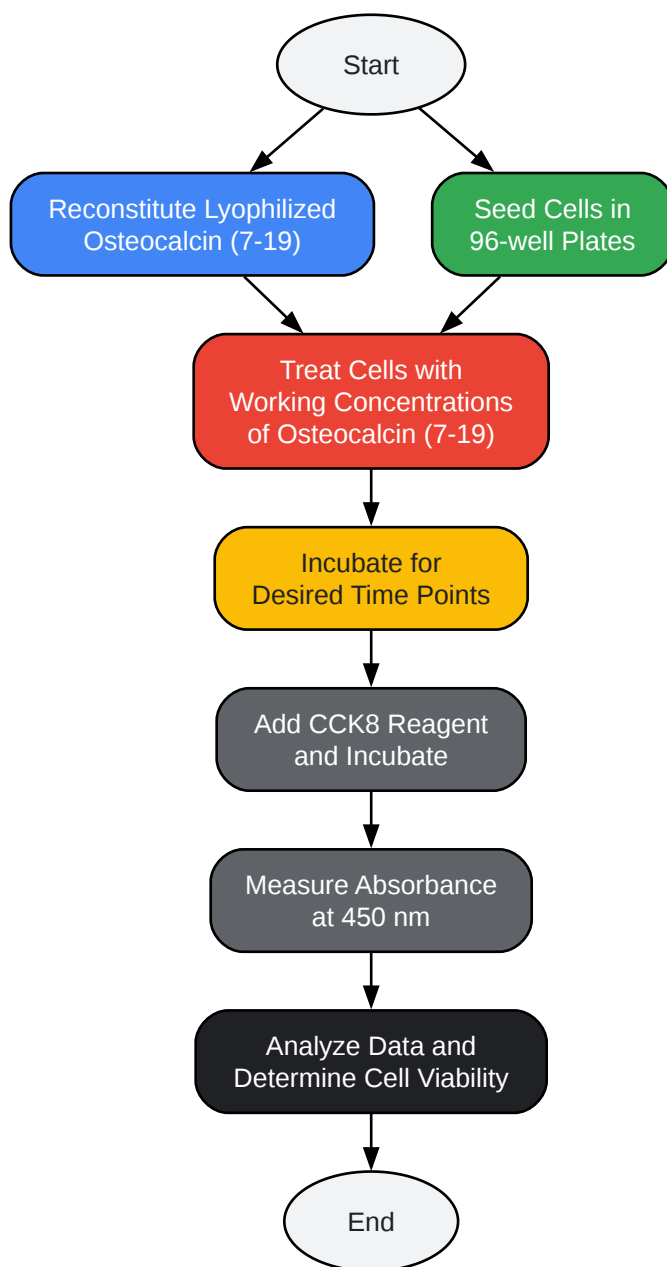 Start
Reconstitute Lyophilized
Osteocalcin (7-19)
Seed Cells in
96-well Plates
Treat Cells with
Working Concentrations
of Osteocalcin (7-19)
Incubate for
Desired Time Points
Add CCK8 Reagent
and Incubate
Measure Absorbance
at 450 nm
Analyze Data and
Determine Cell Viability
End